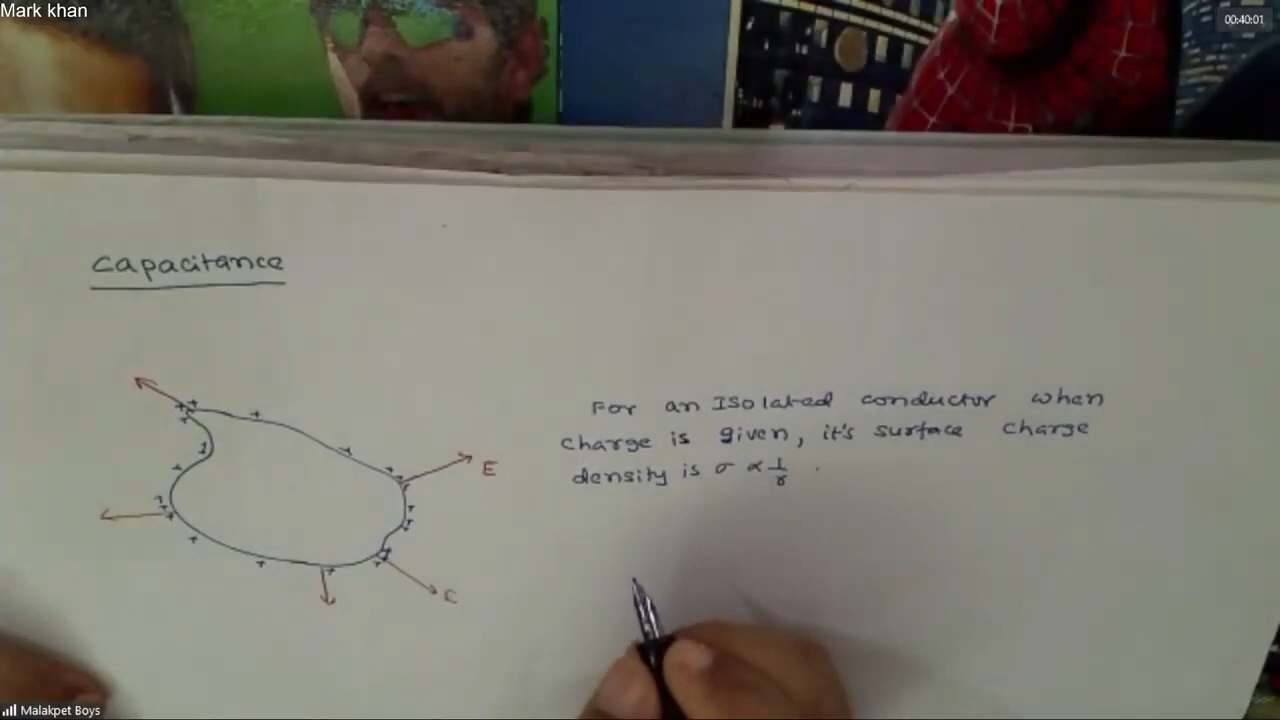 Mark khan
00:40:01
Capacitance
For an Isolated conductor when
charge is given, it's surface charge
density is σ ∝ 1/r .
E
E
Malakpet Boys